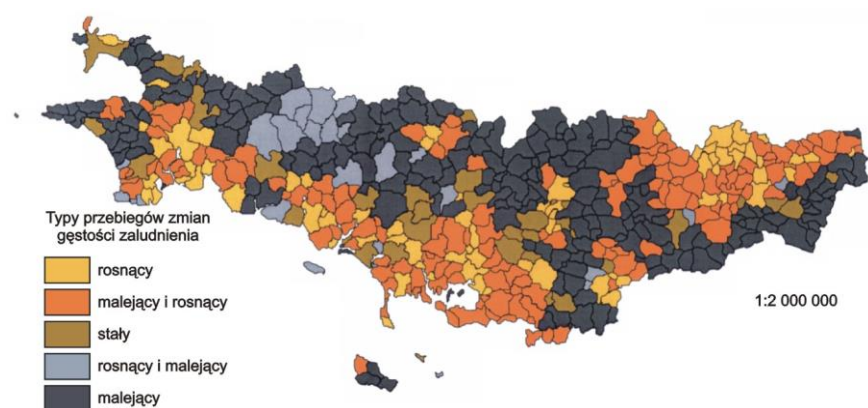 Typy przebiegów zmian
gęstości zaludnienia
rosnący
malejący i rosnący
stały
rosnący i malejący
malejący
1:2 000 000